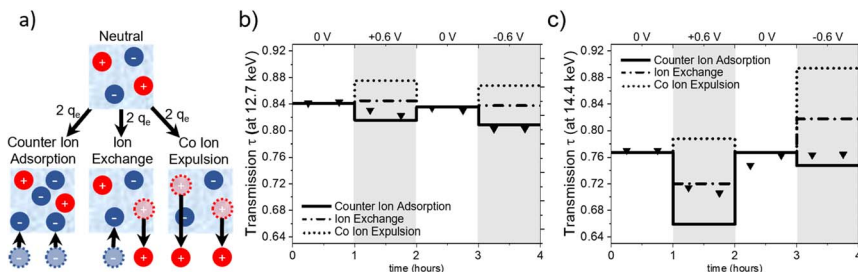 a)
Neutral
+
-
-
+
2 qe
2 qe
2 qe
Counter Ion
Adsorption
Ion
Exchange
Co Ion
Expulsion
b)
0 V
+0.6 V
0 V
-0.6 V
Transmission τ (at 12.7 keV)
0.92
0.88
0.84
0.80
0.76
0.72
0.68
0.64
Counter Ion Adsorption
Ion Exchange
Co Ion Expulsion
0
1
2
3
4
time (hours)
c)
0 V
+0.6 V
0 V
-0.6 V
Transmission τ (at 14.4 keV)
0.92
0.88
0.84
0.80
0.76
0.72
0.68
0.64
Counter Ion Adsorption
Ion Exchange
Co Ion Expulsion
0
1
2
3
4
time (hours)